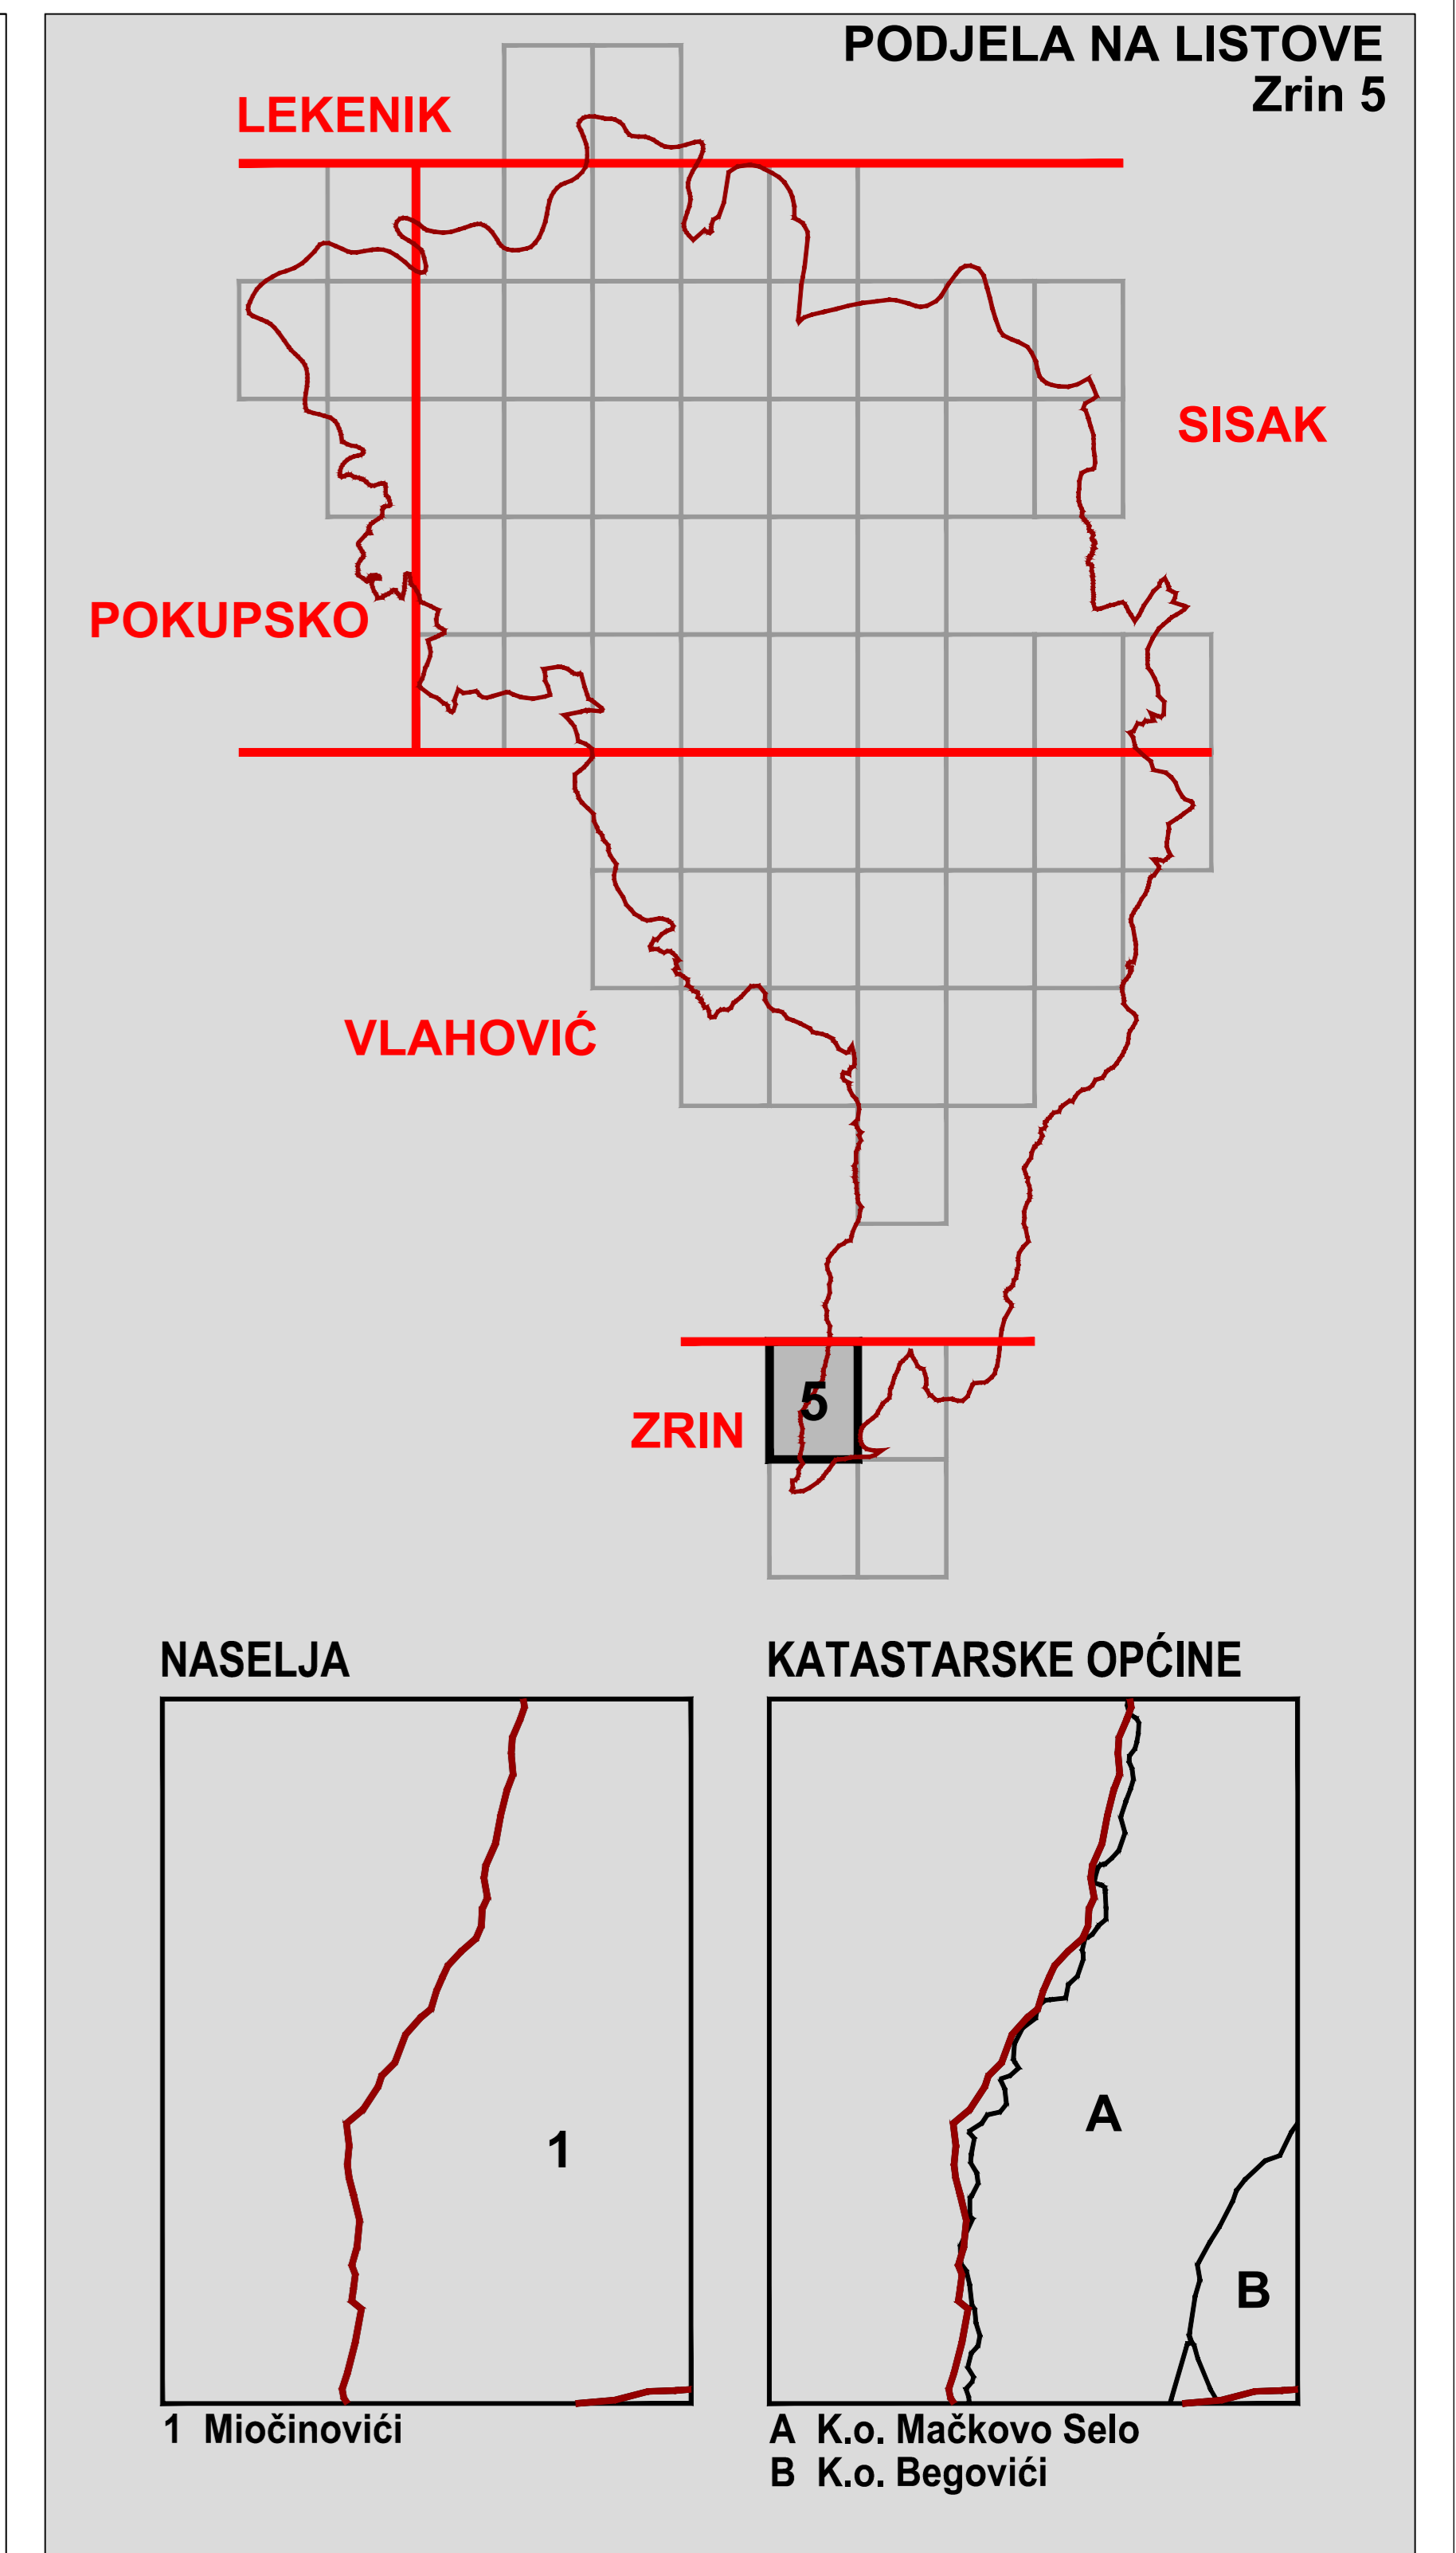 PODJELA NA LISTOVE
Zrin 5
LEKENIK
SISAK
POKUPSKO
VLAHOVIĆ
5
ZRIN
NASELJA
1
1 Miočinovići
KATASTARSKE OPĆINE
A
B
A K.o. Mačkovo Selo
B K.o. Begovići